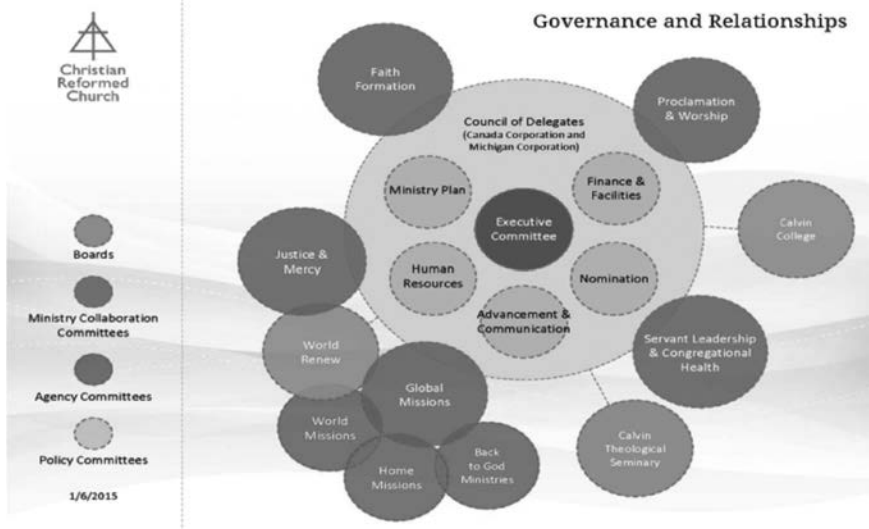 Governance and Relationships
Christian
Reformed
Church
Boards
Ministry Collaboration
Committees
Agency Committees
Policy Committees
1/6/2015
Faith
Formation
Proclamation
& Worship
Council of Delegates
(Canada Corporation and
Michigan Corporation)
Ministry Plan
Finance &
Facilities
Executive
Committee
Human
Resources
Nomination
Advancement &
Communication
Calvin
College
Justice &
Mercy
World
Renew
Global
Missions
World
Missions
Home
Missions
Back
to God
Ministries
Servant Leadership
& Congregational
Health
Calvin
Theological
Seminary